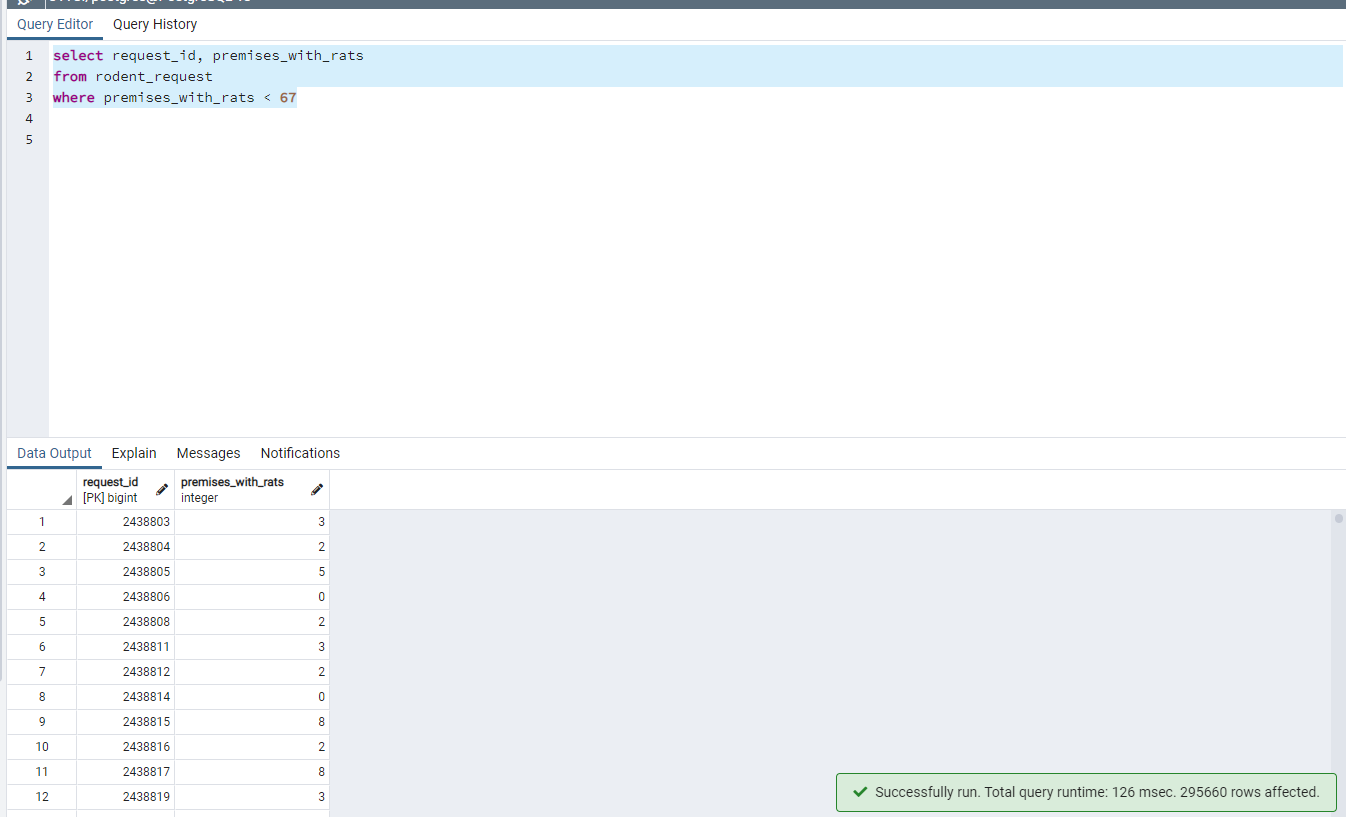 Query Editor Query History
1 select request_id, premises_with_rats
2 from rodent_request
3 where premises_with_rats < 67
4
5
Data Output Explain Messages Notifications
request_id premises_with_rats
[PK] bigint integer
1 2438803 3
2 2438804 2
3 2438805 5
4 2438806 0
5 2438808 2
6 2438811 3
7 2438812 2
8 2438814 0
9 2438815 8
10 2438816 2
11 2438817 8
12 2438819 3
Successfully run. Total query runtime: 126 msec. 295660 rows affected.